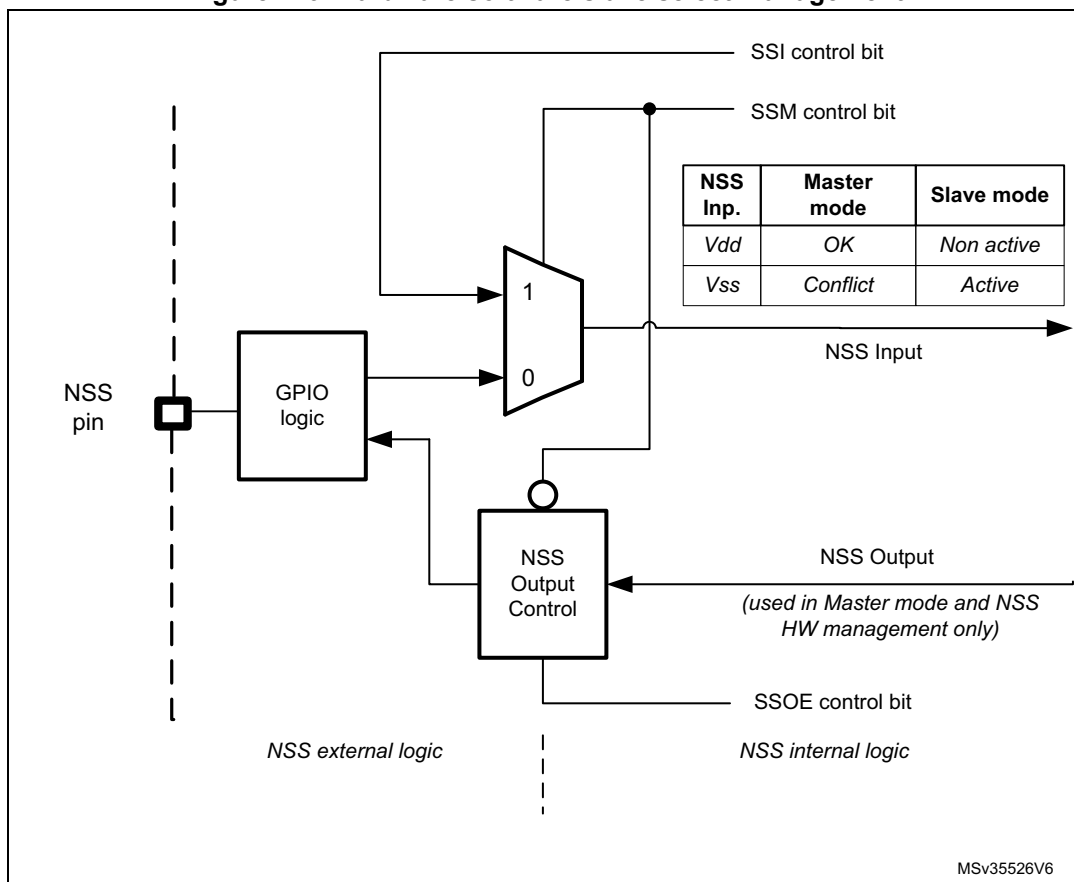 SSI control bit
SSM control bit
NSS Inp. Master mode Slave mode
Vdd OK Non active
Vss Conflict Active
1
NSS Input
0
GPIO
logic
NSS
pin
NSS
Output
Control
NSS Output
(used in Master mode and NSS
HW management only)
SSOE control bit
NSS external logic
NSS internal logic
MSv35526V6